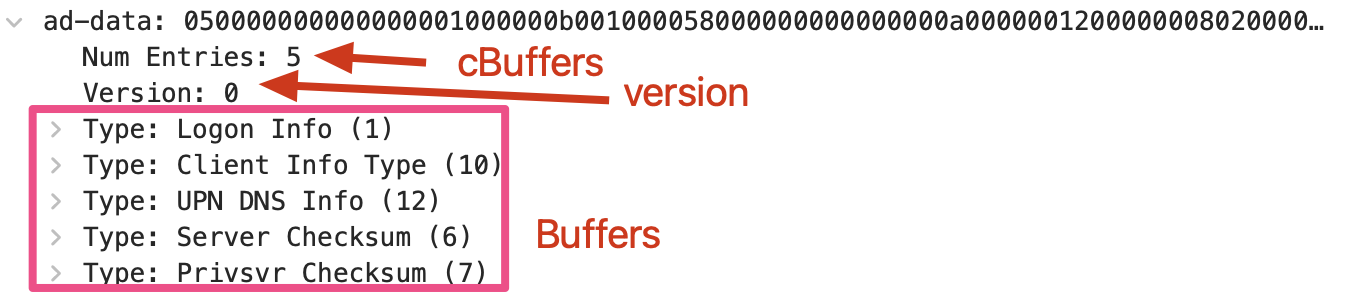 ad-data: 05000000000000001000000b001000058000000000000000a0000001200000008020000…
Num Entries: 5
cBuffers
Version: 0
version
Type: Logon Info (1)
Type: Client Info Type (10)
Type: UPN DNS Info (12)
Type: Server Checksum (6)
Buffers
Type: Privsvr Checksum (7)